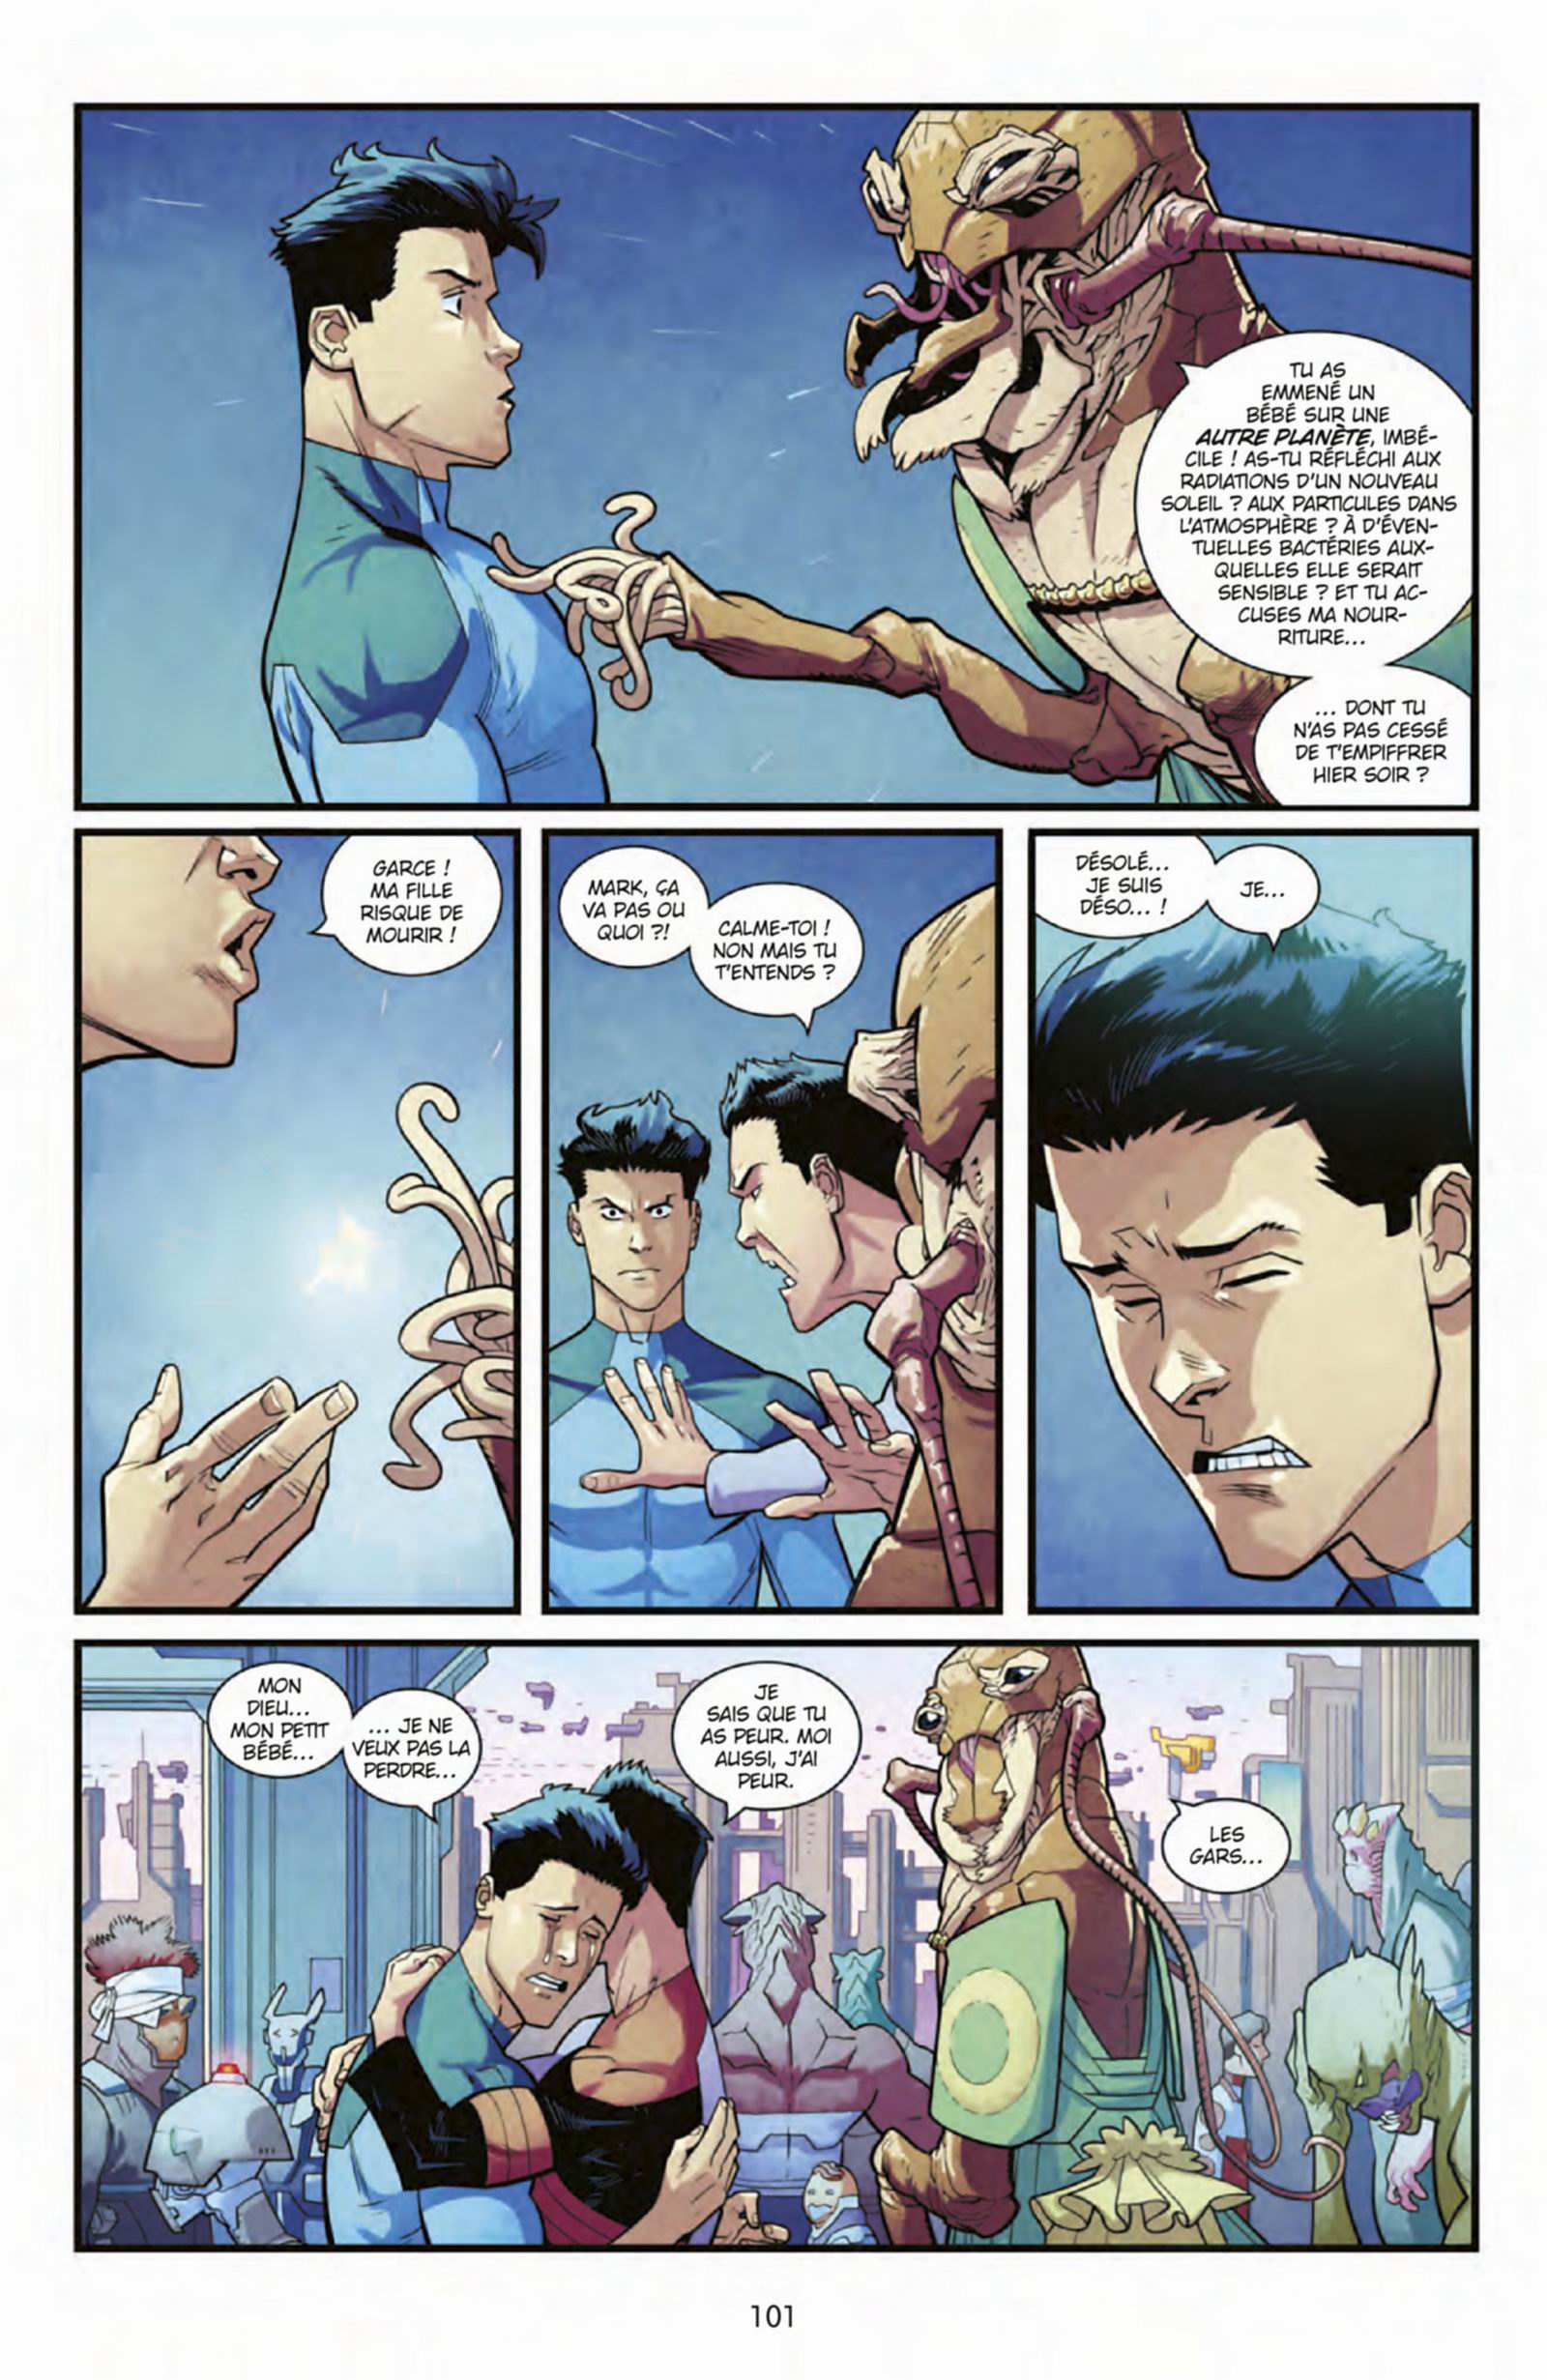 TU AS
EMMENÉ UN
BÉBÉ SUR UNE
AUTRE PLANÈTE, IMBÉ-
CILE ! AS-TU RÉFLÉCHI AUX
RADIATIONS D'UN NOUVEAU
SOLEIL ? AUX PARTICULES DANS
L'ATMOSPHÈRE ? À D'ÉVEN-
TUELLES BACTÉRIES AUX-
QUELLES ELLE SERAIT
SENSIBLE ? ET TU AC-
CUSES MA NOUR-
RITURE...
... DONT TU
N'AS PAS CESSÉ
DE T'EMPIFFRER
HIER SOIR ?
GARCE !
MA FILLE
RISQUE DE
MOURIR !
MARK, ÇA
VA PAS OU
QUOI ?!
CALME-TOI !
NON MAIS TU
T'ENTENDS ?
DÉSOLÉ...
JE SUIS
DÉSO... !
JE...
MON
DIEU...
MON PETIT
BÉBÉ...
... JE NE
VEUX PAS LA
PERDRE...
JE
SAIS QUE TU
AS PEUR. MOI
AUSSI, J'AI
PEUR.
LES
GARS...
101